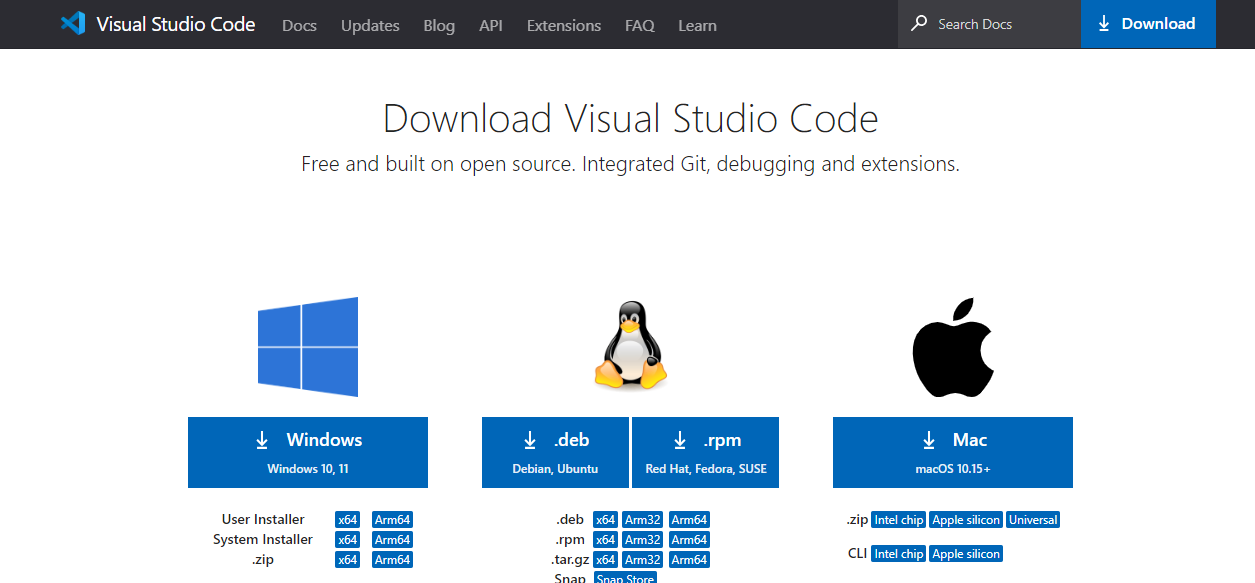 Visual Studio Code Docs Updates Blog API Extensions FAQ Learn Search Docs Download
Download Visual Studio Code
Free and built on open source. Integrated Git, debugging and extensions.
Windows
Windows 10, 11
User Installer x64 Arm64
System Installer x64 Arm64
.zip x64 Arm64
.deb
Debian, Ubuntu
.rpm
Red Hat, Fedora, SUSE
.deb x64 Arm32 Arm64
.rpm x64 Arm32 Arm64
.tar.gz x64 Arm32 Arm64
Snap Snap Store
Mac
macOS 10.15+
.zip Intel chip Apple silicon Universal
CLI Intel chip Apple silicon